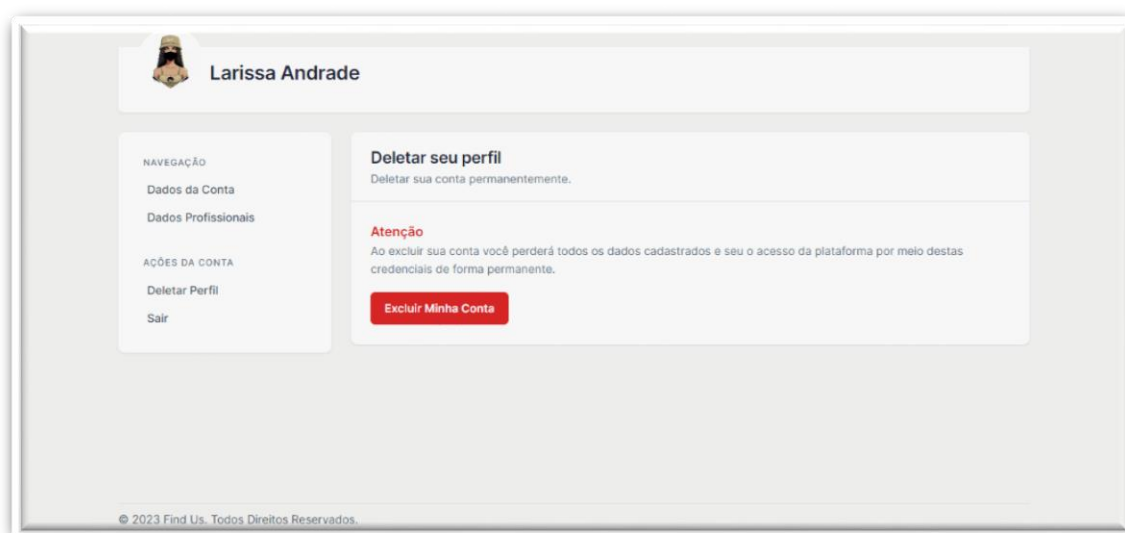 Larissa Andrade
NAVEGAÇÃO
Dados da Conta
Dados Profissionais
AÇÕES DA CONTA
Deletar Perfil
Sair
Deletar seu perfil
Deletar sua conta permanentemente.
Atenção
Ao excluir sua conta você perderá todos os dados cadastrados e seu o acesso da plataforma por meio destas
credenciais de forma permanente.
Excluir Minha Conta
© 2023 Find Us. Todos Direitos Reservados.